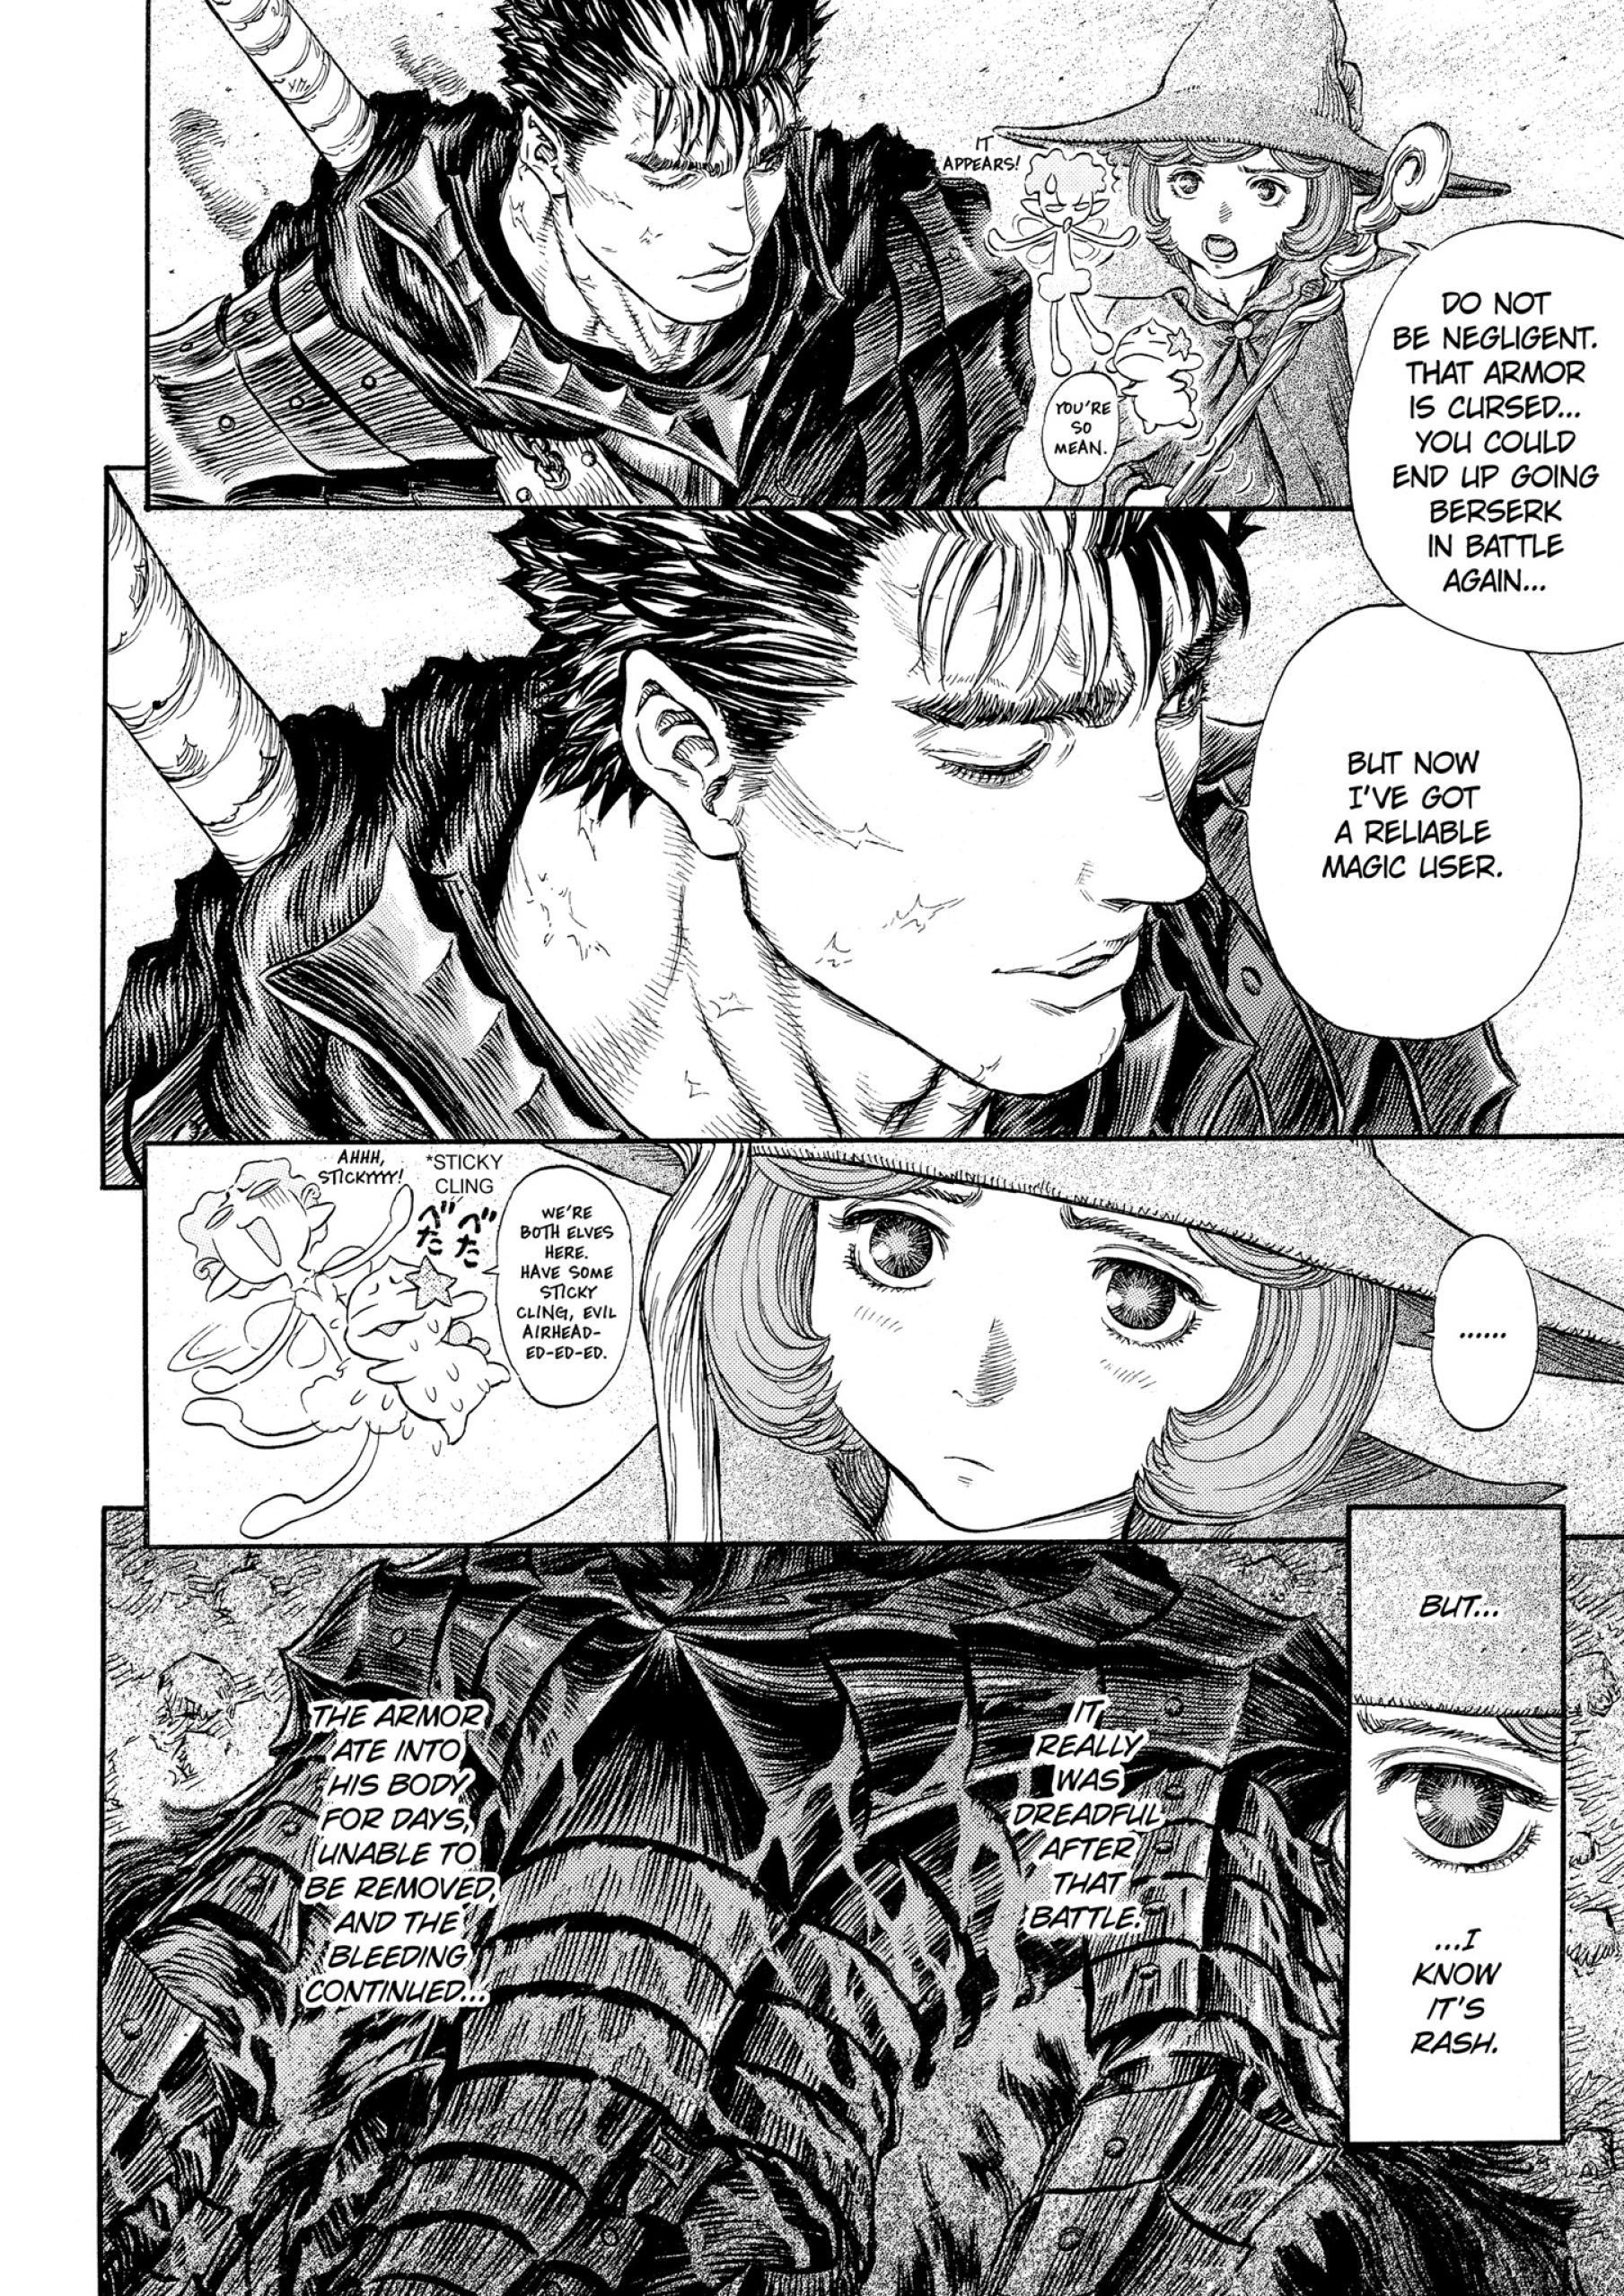 IT
APPEARS!
DO NOT
BE NEGLIGENT.
THAT ARMOR
IS CURSED...
YOU COULD
END UP GOING
BERSERK
IN BATTLE
AGAIN...
YOU'RE
SO
MEAN.
BUT NOW
I'VE GOT
A RELIABLE
MAGIC USER.
......
WE'RE
BOTH ELVES
HERE.
HAVE SOME
STICKY
CLING, EVIL
AIRHEAD-
ED-ED-ED.
*STICKY
CLING
べた
べた
AHHH,
STICKYYYY!
BUT...
...I
KNOW
IT'S
RASH.
IT
REALLY
WAS
DREADFUL
AFTER
THAT
BATTLE.
THE ARMOR
ATE INTO
HIS BODY
FOR DAYS,
UNABLE TO
BE REMOVED,
AND THE
BLEEDING
CONTINUED...